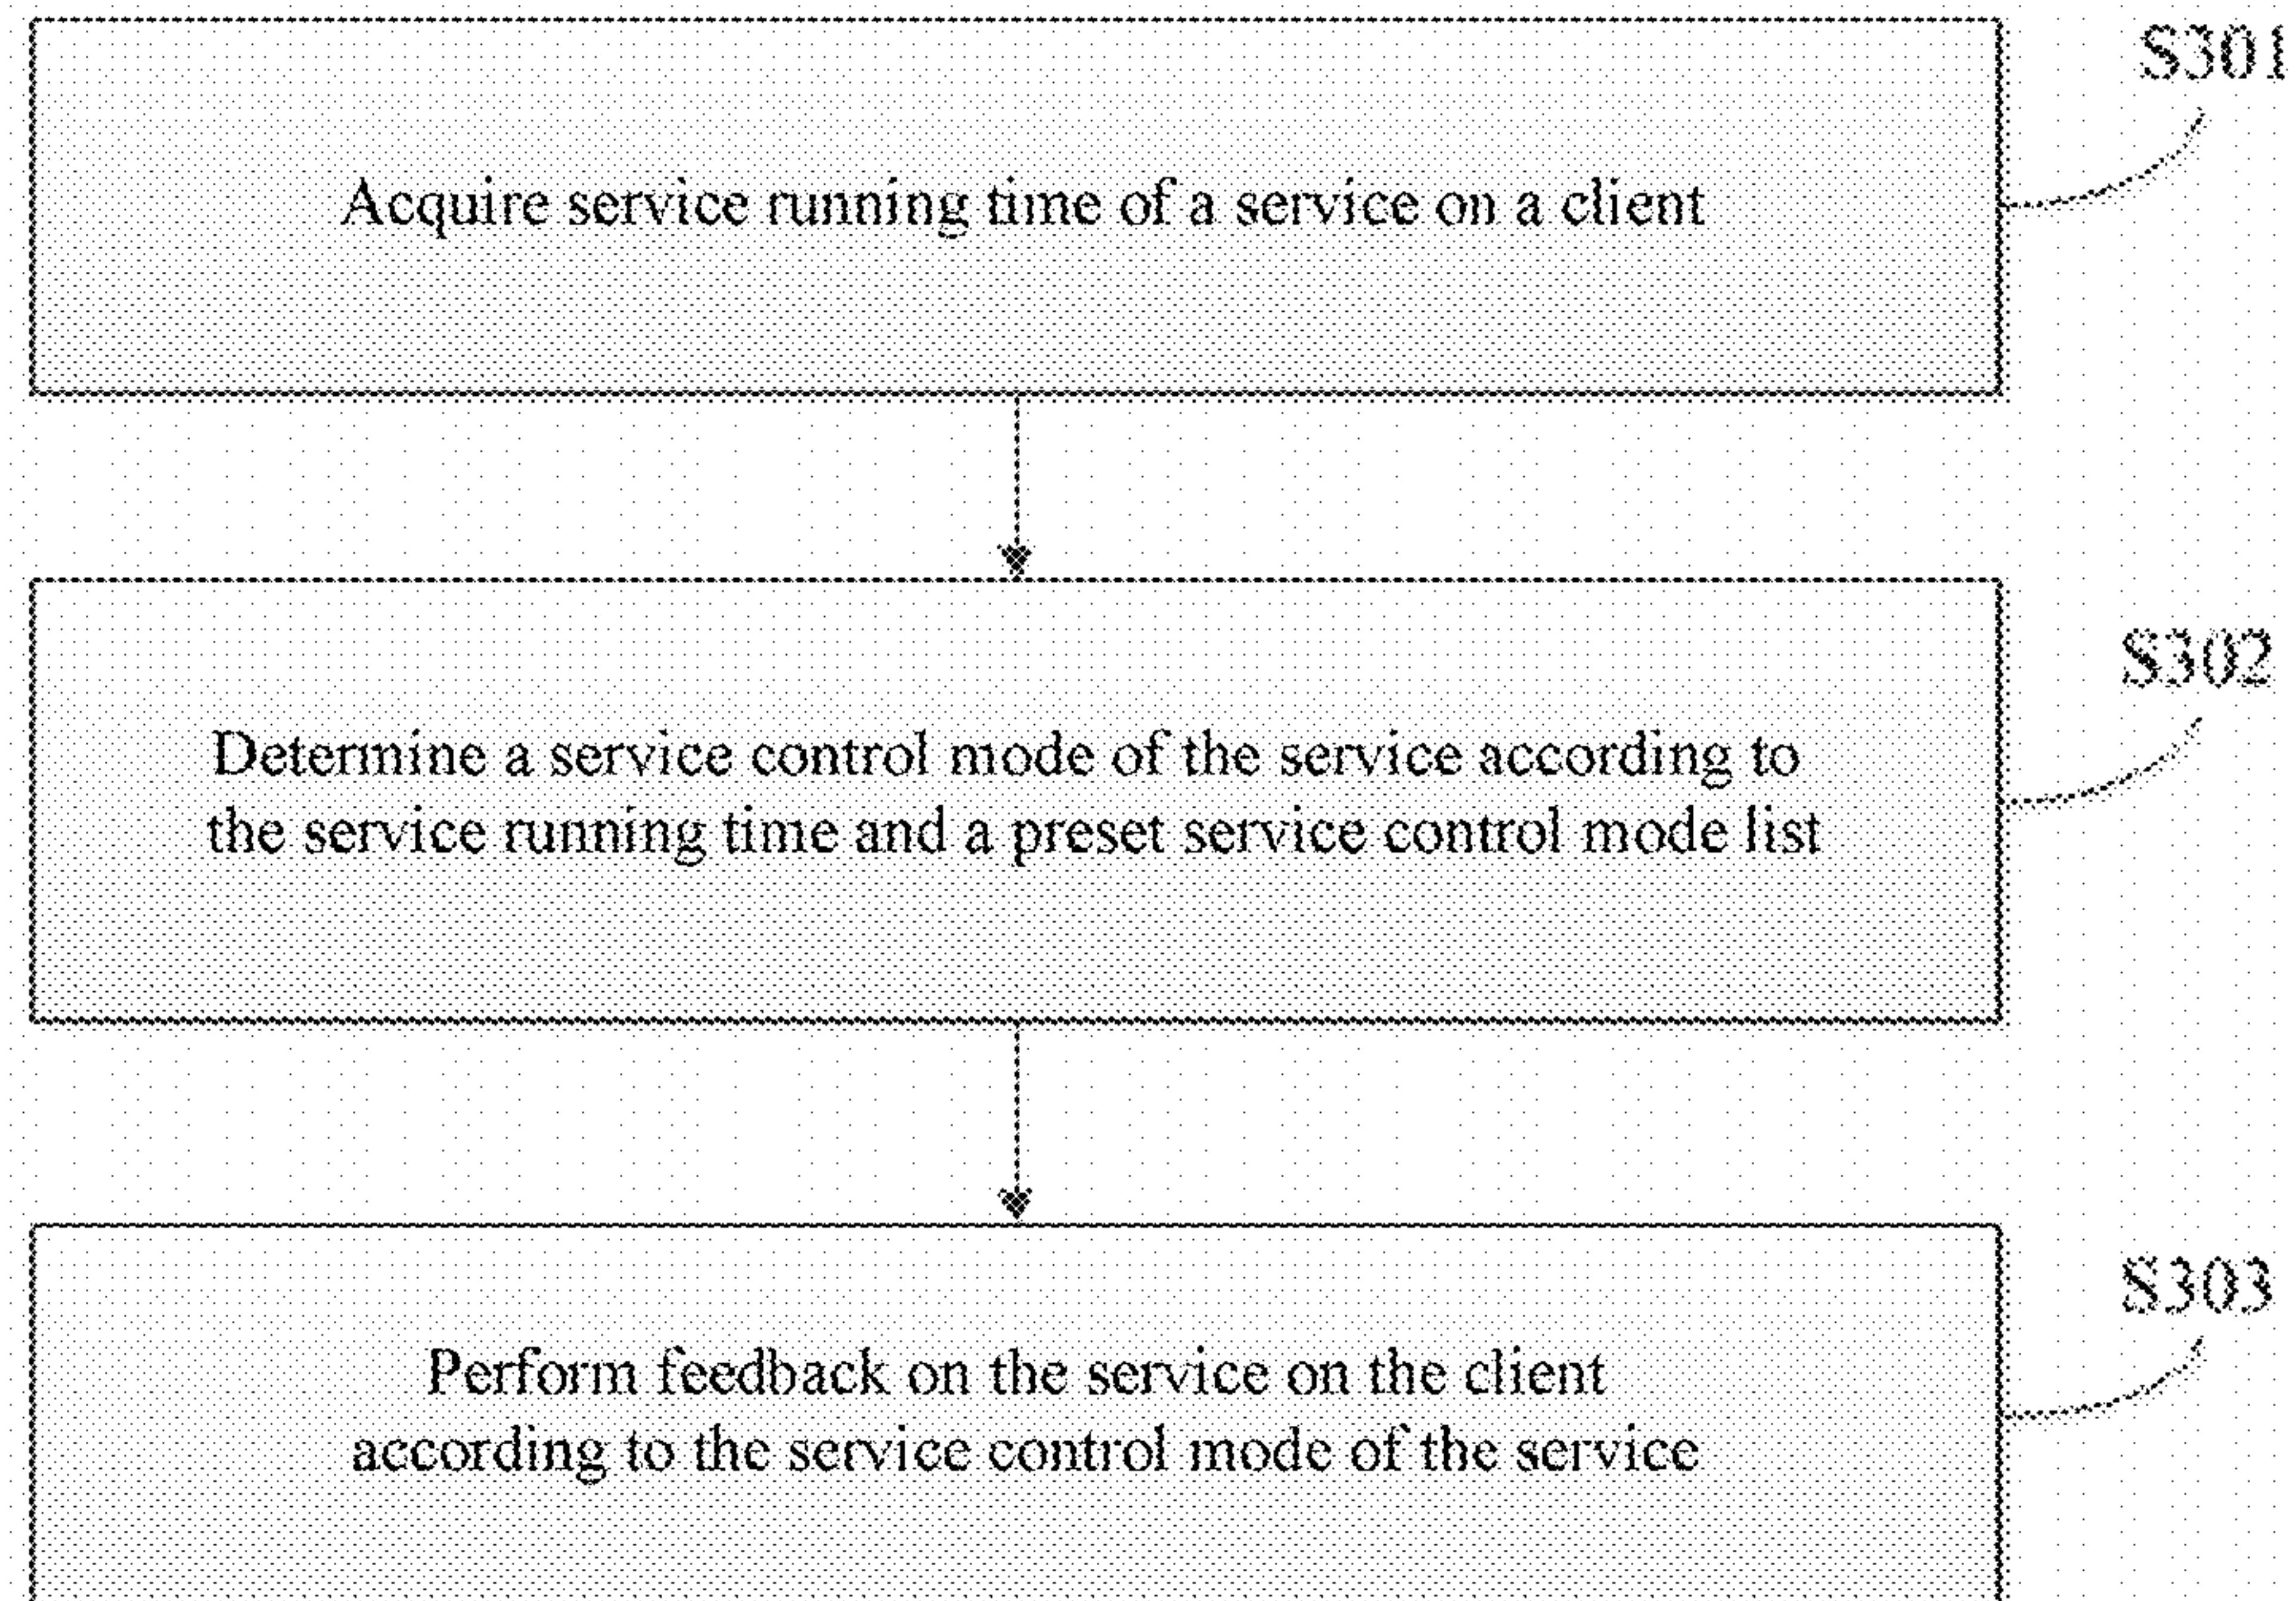 S301
Acquire service running time of a service on a client
S302
Determine a service control mode of the service according to
the service running time and a preset service control mode list
S303
Perform feedback on the service on the client
according to the service control mode of the service